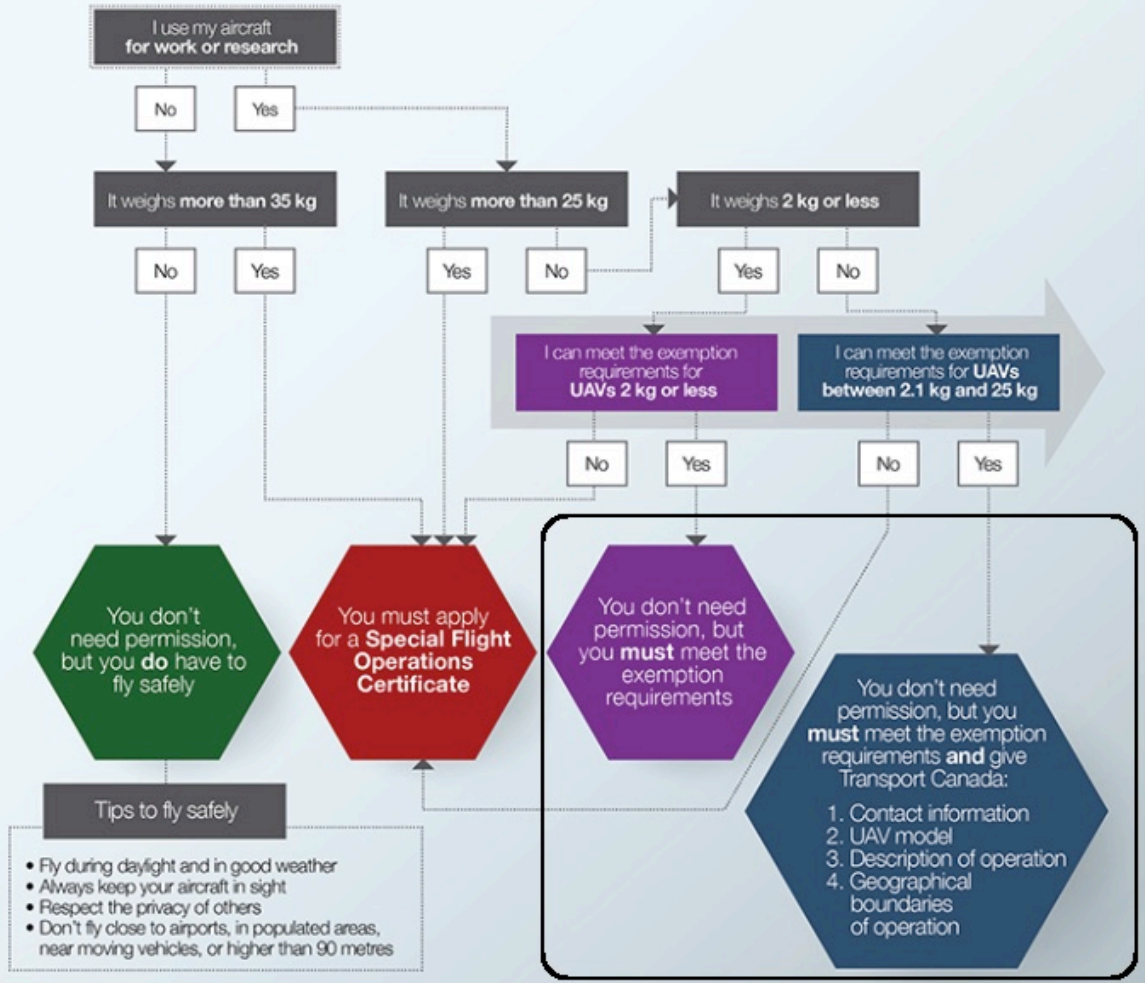 I use my aircraft
for work or research
No
Yes
It weighs more than 35 kg
It weighs more than 25 kg
It weighs 2 kg or less
No
Yes
Yes
No
Yes
No
I can meet the exemption
requirements for
UAVs 2 kg or less
I can meet the exemption
requirements for UAVs
between 2.1 kg and 25 kg
No
Yes
No
Yes
You don't
need permission,
but you do have to
fly safely
You must apply
for a Special Flight
Operations
Certificate
You don't need
permission, but
you must meet the
exemption
requirements
You don't need
permission, but you
must meet the exemption
requirements and give
Transport Canada:
1. Contact information
2. UAV model
3. Description of operation
4. Geographical
boundaries
of operation
Tips to fly safely
• Fly during daylight and in good weather
• Always keep your aircraft in sight
• Respect the privacy of others
• Don't fly close to airports, in populated areas,
near moving vehicles, or higher than 90 metres